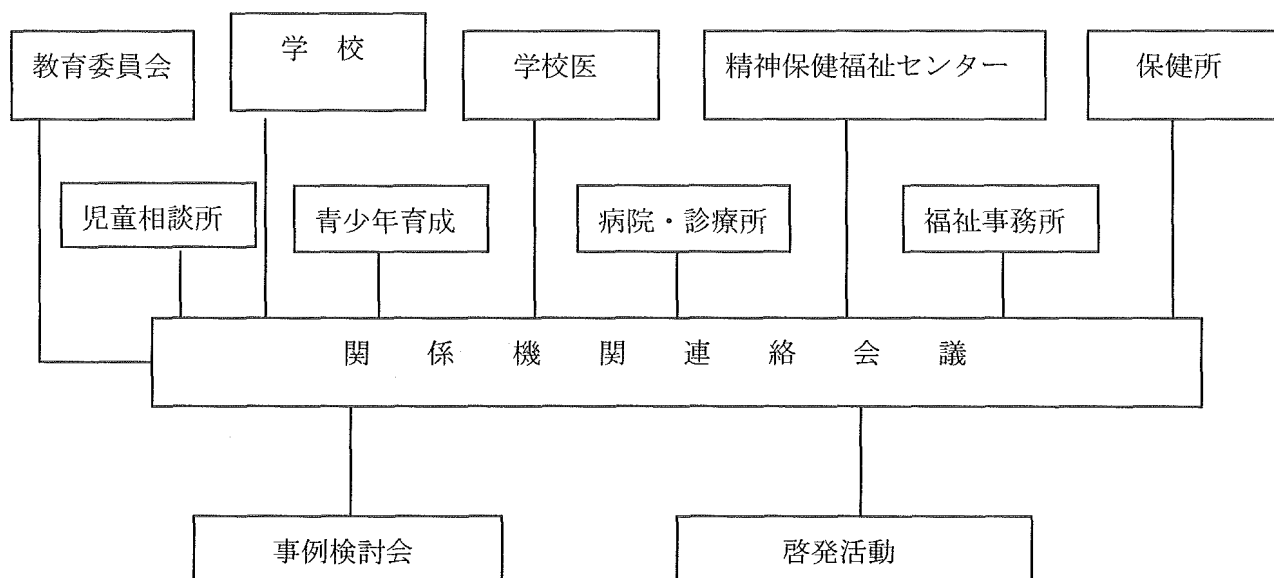 教育委員会
学 校
学校医
精神保健福祉センター
保健所
児童相談所
青少年育成
病院・診療所
福祉事務所
関 係 機 関 連 絡 会 議
事例検討会
啓発活動